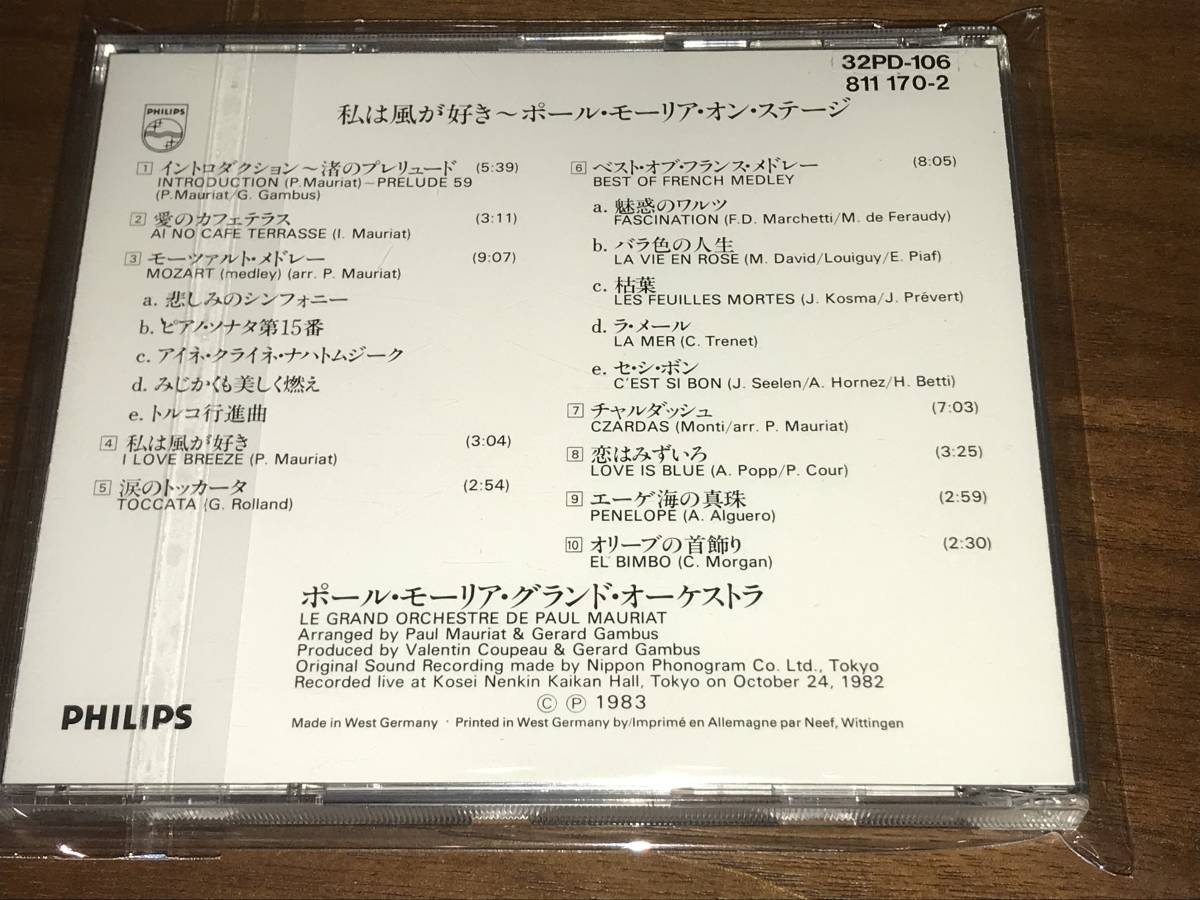 32PD-106
811 170-2
PHILIPS
私は風が好き～ポール・モーリア・オン・ステージ
1 イントロダクション～渚のプレリュード (5:39)
INTRODUCTION (P.Mauriat)–PRELUDE 59
(P.Mauriat/G. Gambus)
2 愛のカフェテラス (3:11)
AI NO CAFE TERRASSE (I. Mauriat)
3 モーツァルト・メドレー (9:07)
MOZART (medley) (arr. P. Mauriat)
a. 悲しみのシンフォニー
b. ピアノ・ソナタ第15番
c. アイネ・クライネ・ナハトムジーク
d. みじかくも美しく燃え
e. トルコ行進曲
4 私は風が好き (3:04)
I LOVE BREEZE (P. Mauriat)
5 涙のトッカータ (2:54)
TOCCATA (G. Rolland)
6 ベスト・オブ・フランス・メドレー (8:05)
BEST OF FRENCH MEDLEY
a. 魅惑のワルツ
FASCINATION (F.D. Marchetti/M. de Feraudy)
b. バラ色の人生
LA VIE EN ROSE (M. David/Louiguy/E. Piaf)
c. 枯葉
LES FEUILLES MORTES (J. Kosma/J. Prévert)
d. ラ・メール
LA MER (C. Trenet)
e. セ・シ・ボン
C'EST SI BON (J. Seelen/A. Hornez/H. Betti)
7 チャルダッシュ (7:03)
CZARDAS (Monti/arr. P. Mauriat)
8 恋はみずいろ (3:25)
LOVE IS BLUE (A. Popp/P. Cour)
9 エーゲ海の真珠 (2:59)
PENELOPE (A. Alguero)
10 オリーブの首飾り (2:30)
EL BIMBO (C. Morgan)
ポール・モーリア・グランド・オーケストラ
LE GRAND ORCHESTRE DE PAUL MAURIAT
Arranged by Paul Mauriat & Gerard Gambus
Produced by Valentin Coupeau & Gerard Gambus
Original Sound Recording made by Nippon Phonogram Co. Ltd., Tokyo
Recorded live at Kosei Nenkin Kaikan Hall, Tokyo on October 24, 1982
© ℗ 1983
PHILIPS
Made in West Germany · Printed in West Germany by/Imprimé en Allemagne par Neef, Wittingen